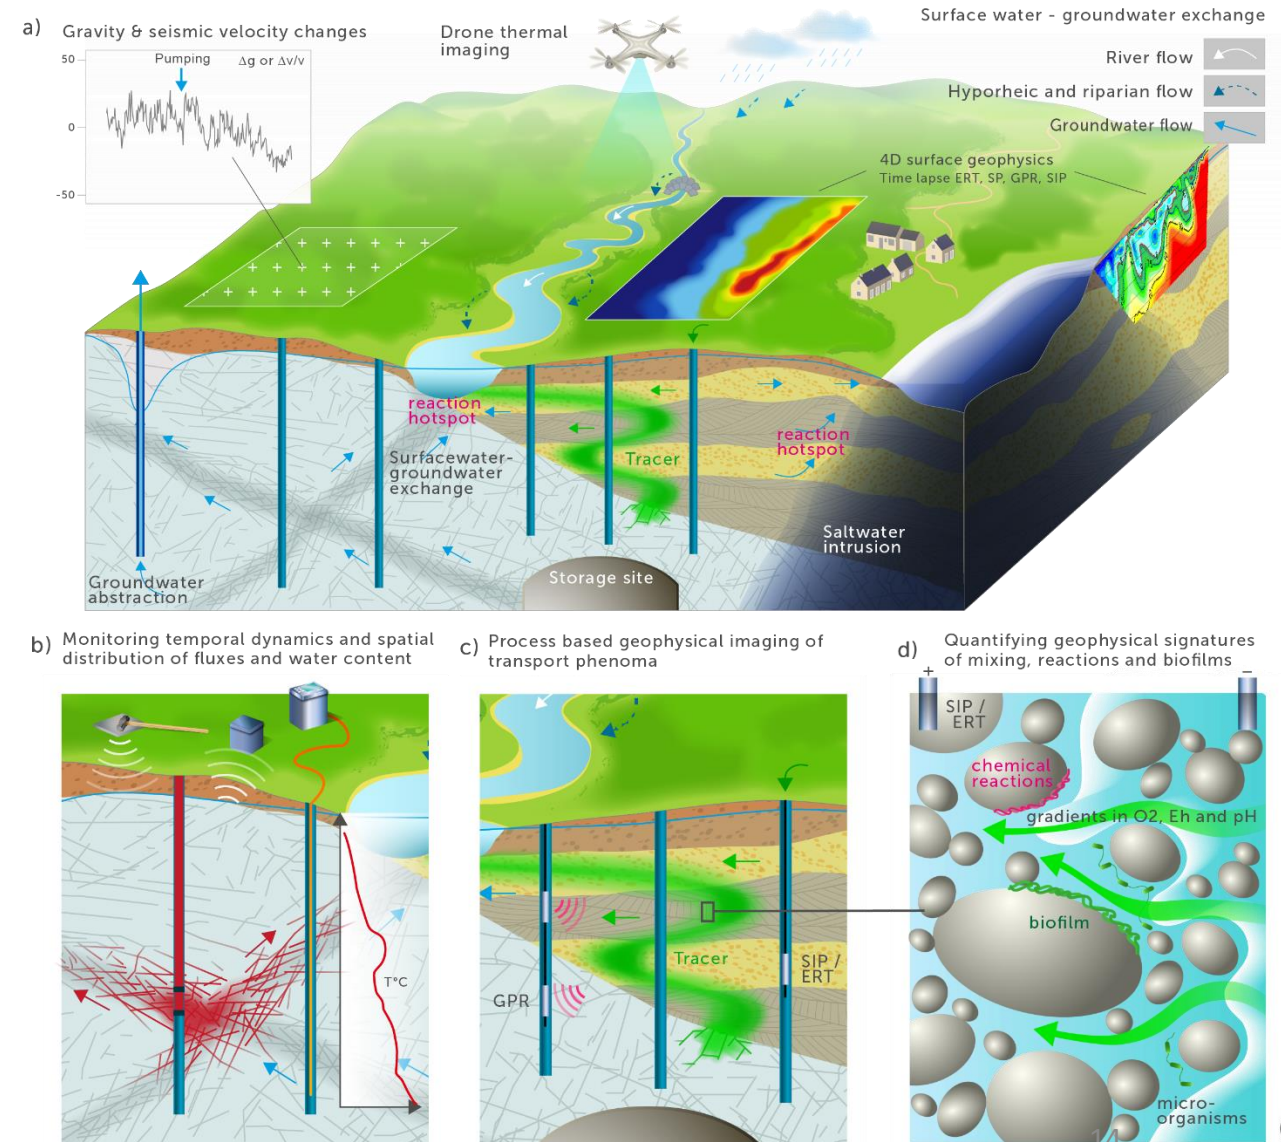 a)
Gravity & seismic velocity changes
50
0
-50
Pumping
Δg or Δv/v
Drone thermal
imaging
Surface water - groundwater exchange
River flow
Hyporheic and riparian flow
Groundwater flow
4D surface geophysics
Time lapse ERT, SP, GPR, SIP
reaction
hotspot
Surfacewater-
groundwater
exchange
Tracer
reaction
hotspot
Saltwater
intrusion
Storage site
Groundwater
abstraction
b)
Monitoring temporal dynamics and spatial
distribution of fluxes and water content
T°C
c)
Process based geophysical imaging of
transport phenoma
GPR
Tracer
SIP /
ERT
d)
Quantifying geophysical signatures
of mixing, reactions and biofilms
+
−
SIP /
ERT
chemical
reactions
gradients in O2, Eh and pH
biofilm
micro-
organisms
14